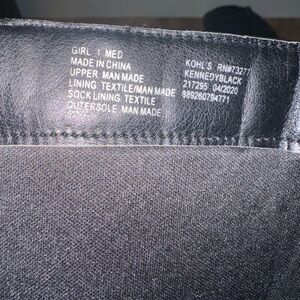 GIRL 1 MED
MADE IN CHINA
UPPER MAN MADE
LINING TEXTILE/MAN MADE
SOCK LINING TEXTILE
OUTERSOLE MAN MADE
KOHL'S RN#73277
KENNEDYBLACK
217295 04/2020
889260794771